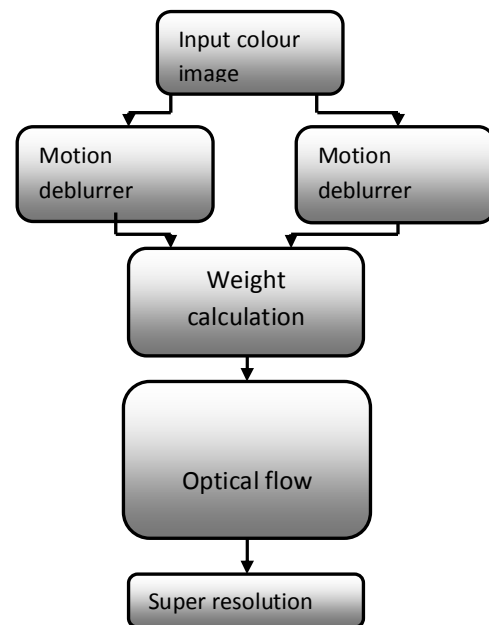 Input colour
image
Motion
deblurrer
Motion
deblurrer
Weight
calculation
Optical flow
Super resolution